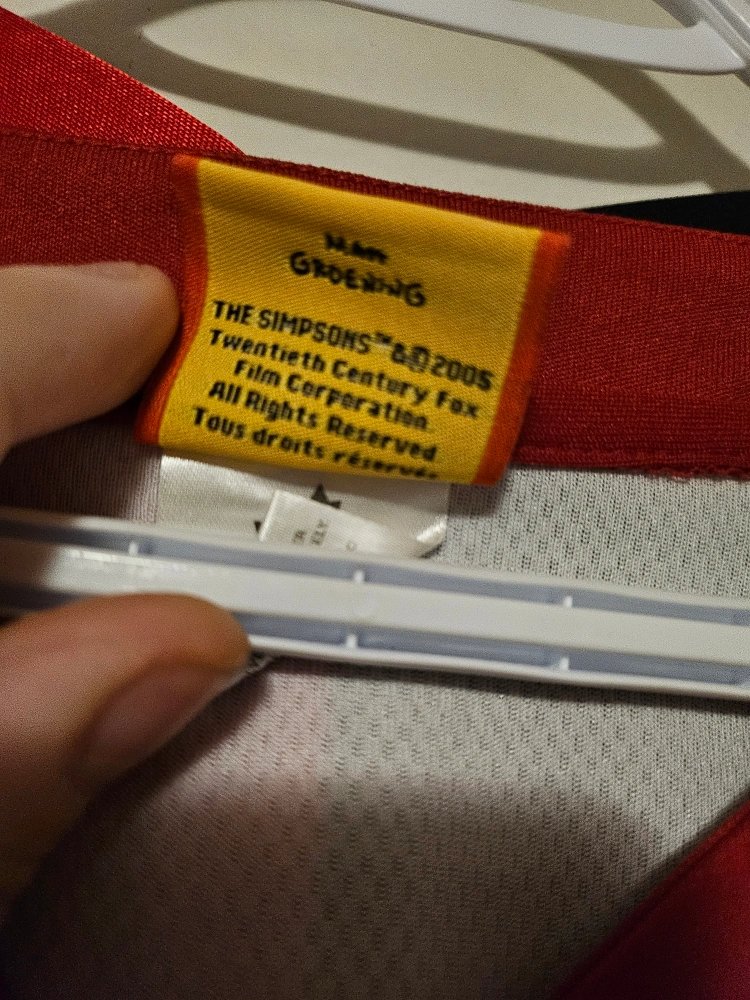 MATT
GROENING
THE SIMPSONS™&©2005
Twentieth Century Fox
Film Corporation.
All Rights Reserved
Tous droits réservés